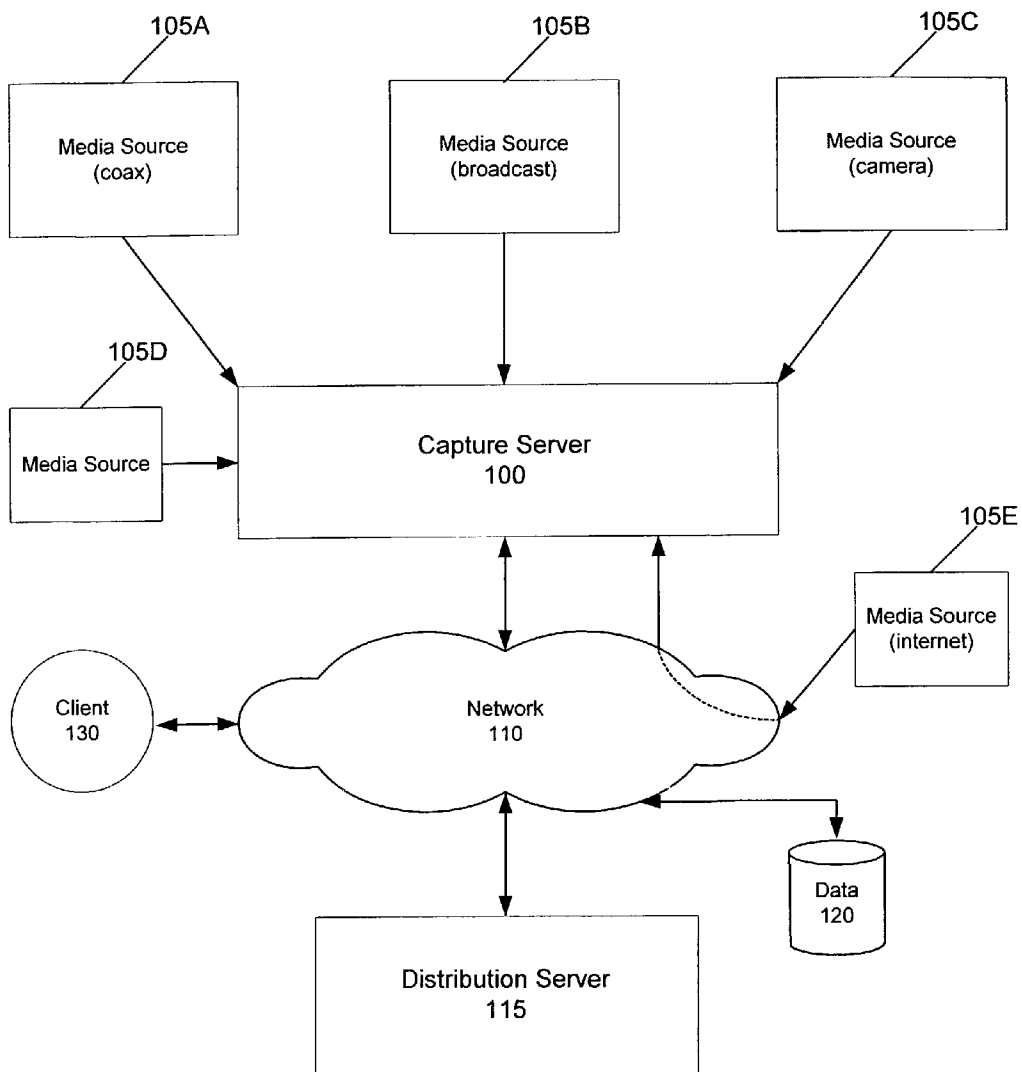 105A
105B
105C
Media Source
(coax)
Media Source
(broadcast)
Media Source
(camera)
105D
Media Source
Capture Server
100
105E
Media Source
(internet)
Client
130
Network
110
Data
120
Distribution Server
115